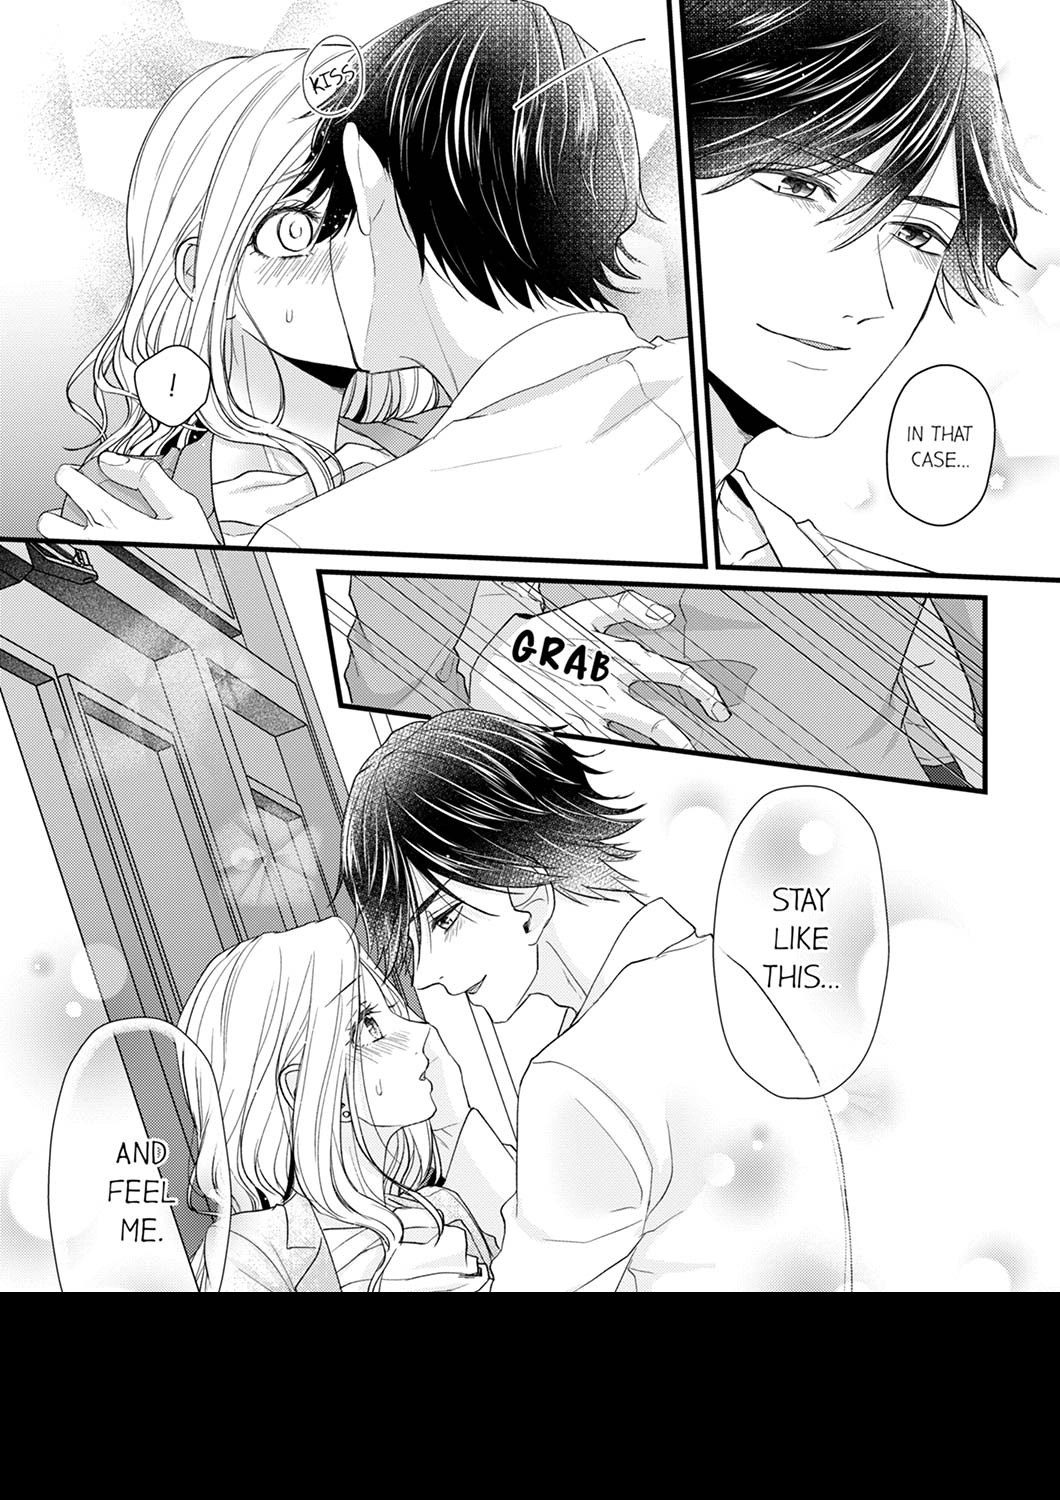 IN THAT
CASE...
KISS
!
GRAB
STAY
LIKE
THIS...
AND
FEEL
ME.